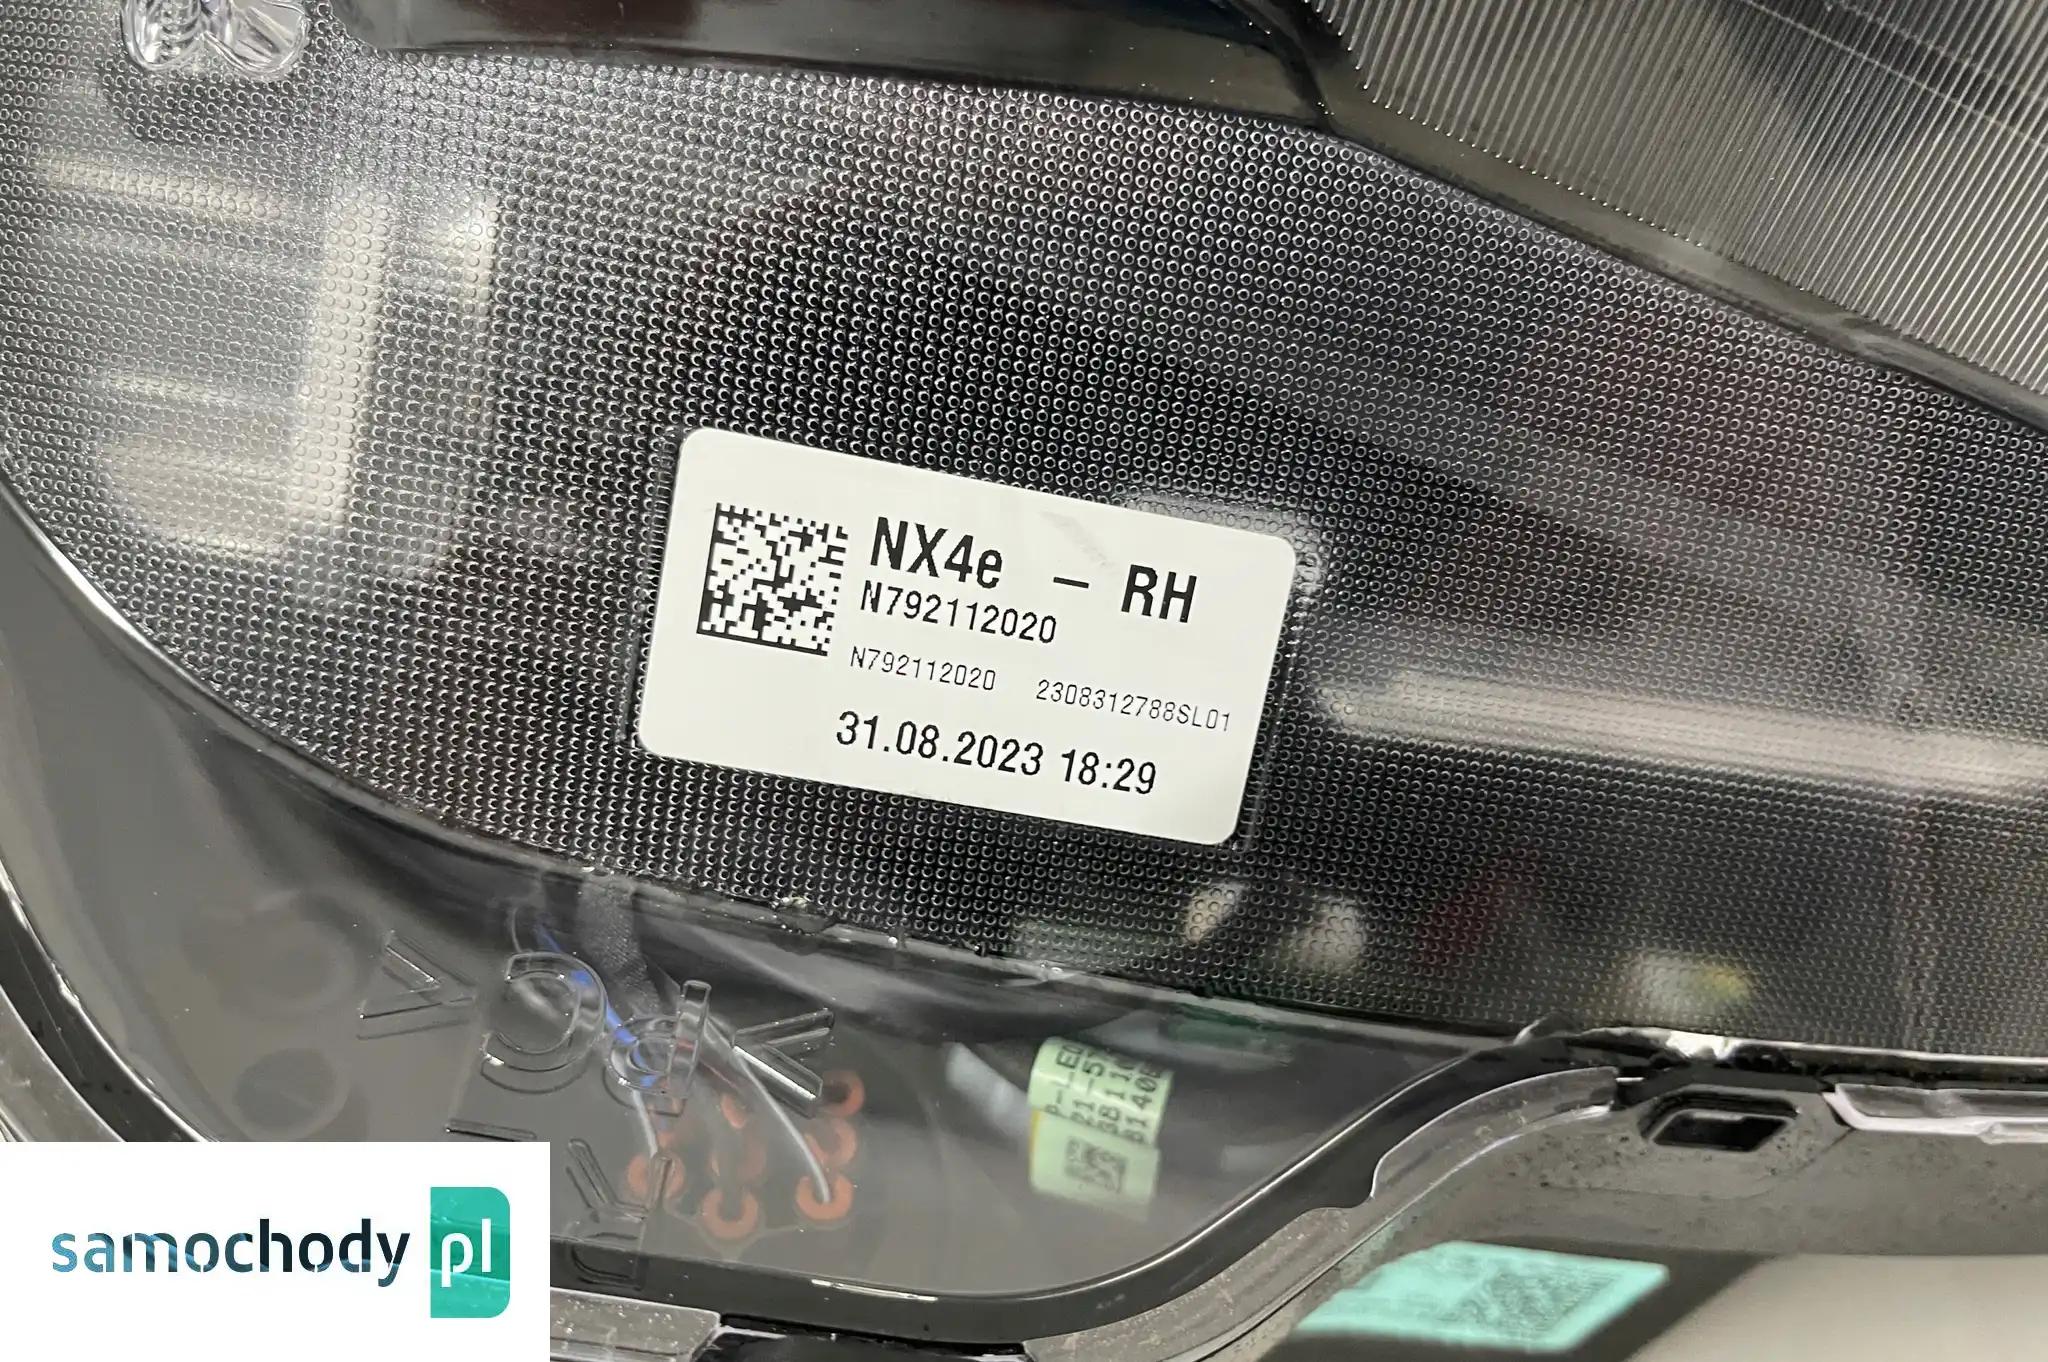 NX4e – RH
N792112020
N792112020 2308312788SL01
31.08.2023 18:29
samochody pl